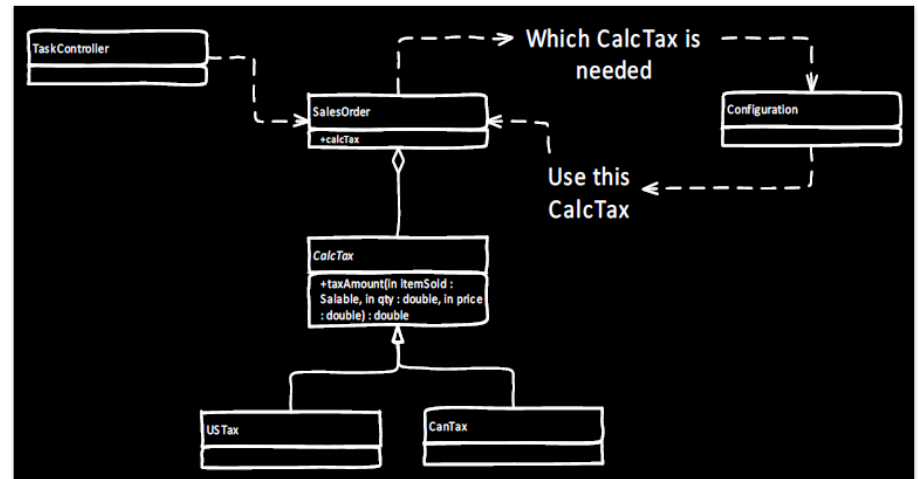 TaskController
Which CalcTax is
needed
SalesOrder
+calcTax
Configuration
Use this
CalcTax
CalcTax
+taxAmount(in itemSold :
Salable, in qty : double, in price
: double) : double
USTax
CanTax